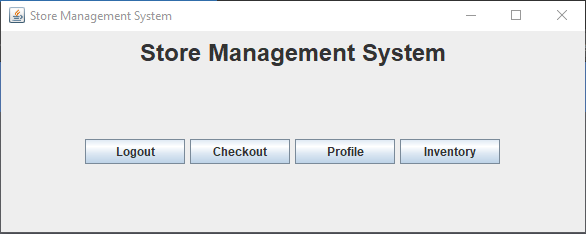 Store Management System
Store Management System
Logout Checkout Profile Inventory